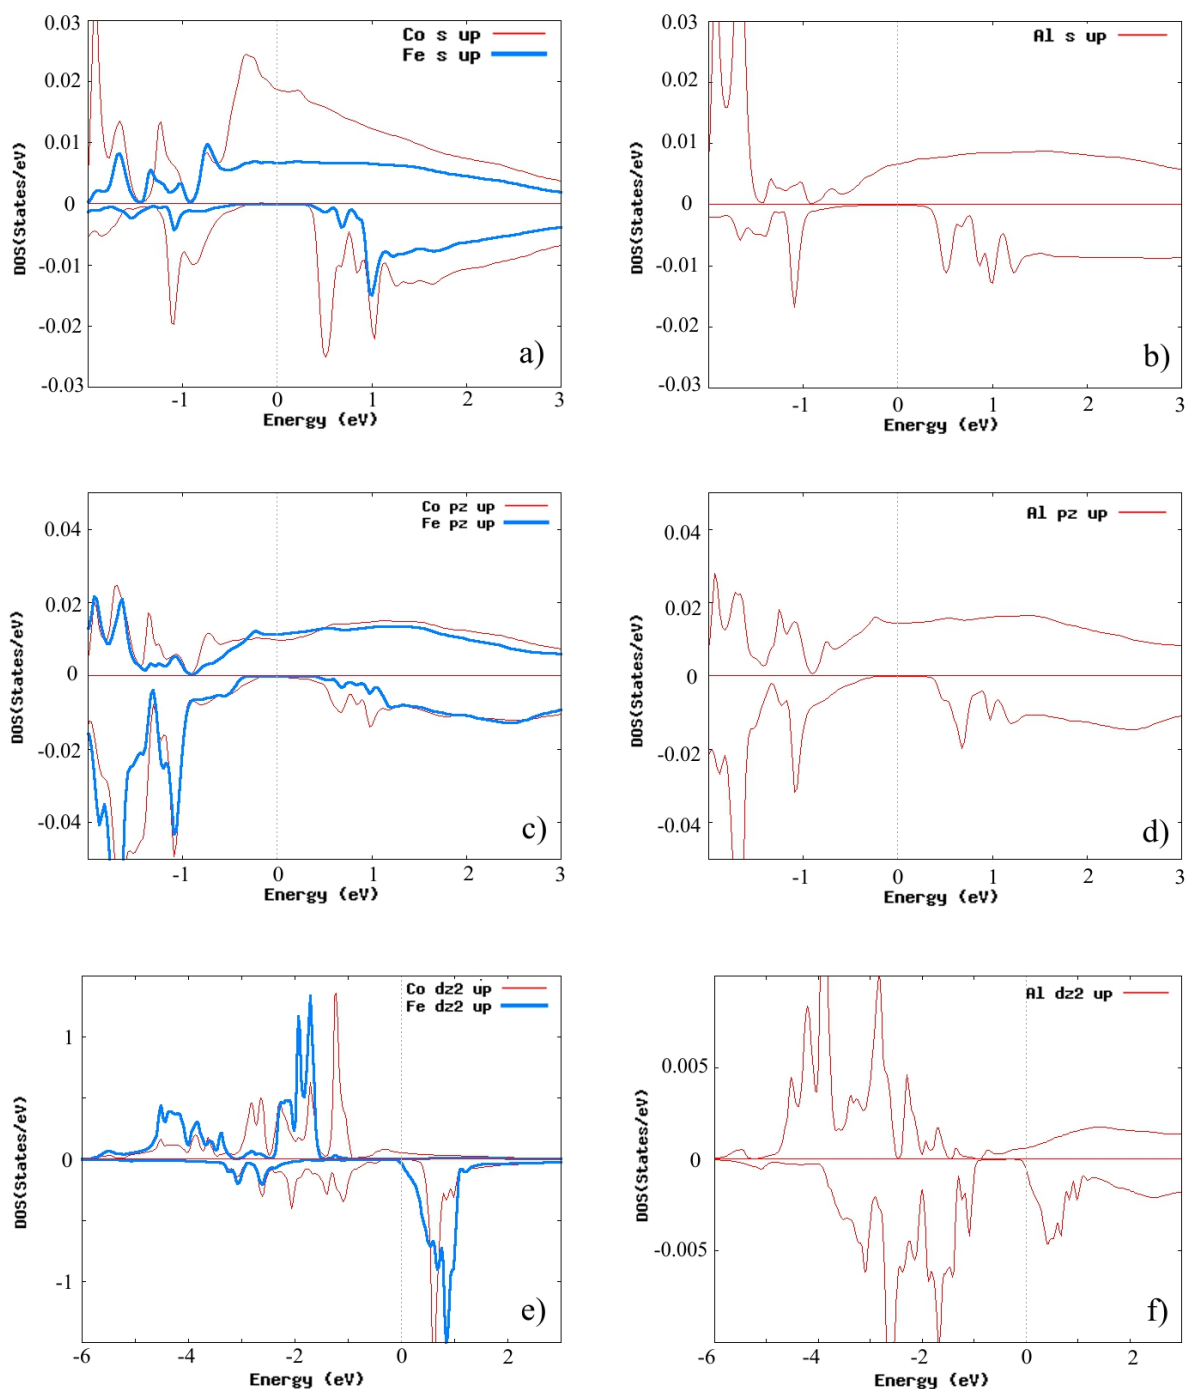 Co s up
Fe s up
0.03
0.02
0.01
0
-0.01
-0.02
-0.03
DOS(States/eV)
-1 0 1 2 3
Energy (eV)
a)
Al s up
0.03
0.02
0.01
0
-0.01
-0.02
-0.03
DOS(States/eV)
-1 0 1 2 3
Energy (eV)
b)
Co pz up
Fe pz up
0.04
0.02
0
-0.02
-0.04
DOS(States/eV)
-1 0 1 2 3
Energy (eV)
c)
Al pz up
0.04
0.02
0
-0.02
-0.04
DOS(States/eV)
-1 0 1 2 3
Energy (eV)
d)
Co dz2 up
Fe dz2 up
1
0
-1
DOS(States/eV)
-6 -4 -2 0 2
Energy (eV)
e)
Al dz2 up
0.005
0
-0.005
DOS(States/eV)
-6 -4 -2 0 2
Energy (eV)
f)